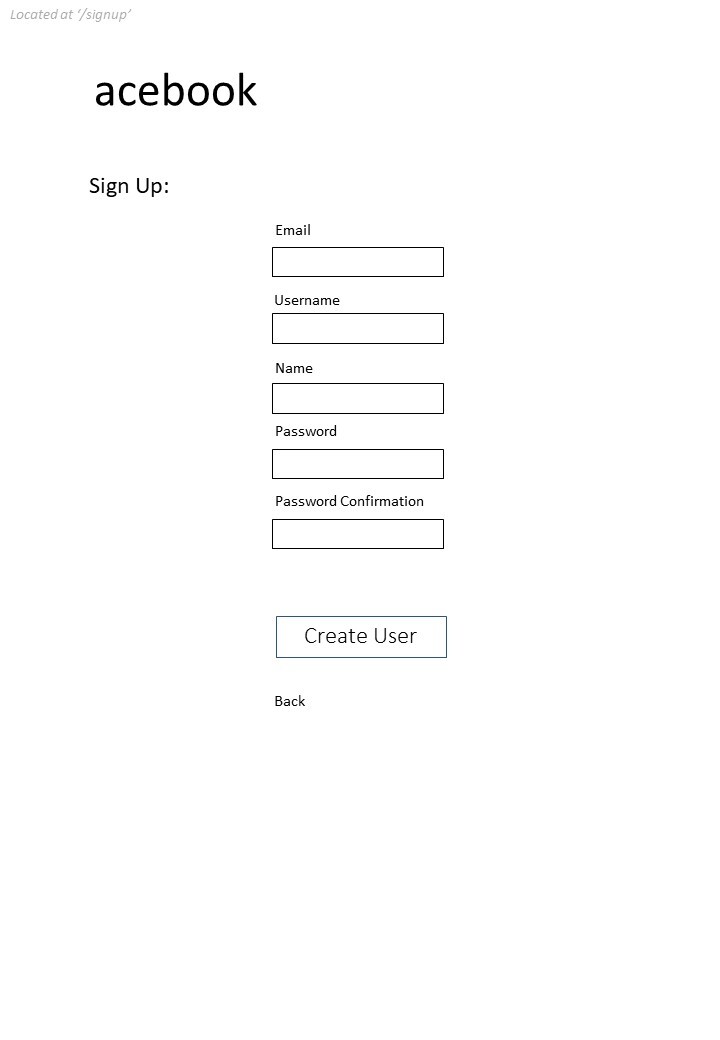 Located at ‘/signup’
acebook
Sign Up:
Email
Username
Name
Password
Password Confirmation
Create User
Back